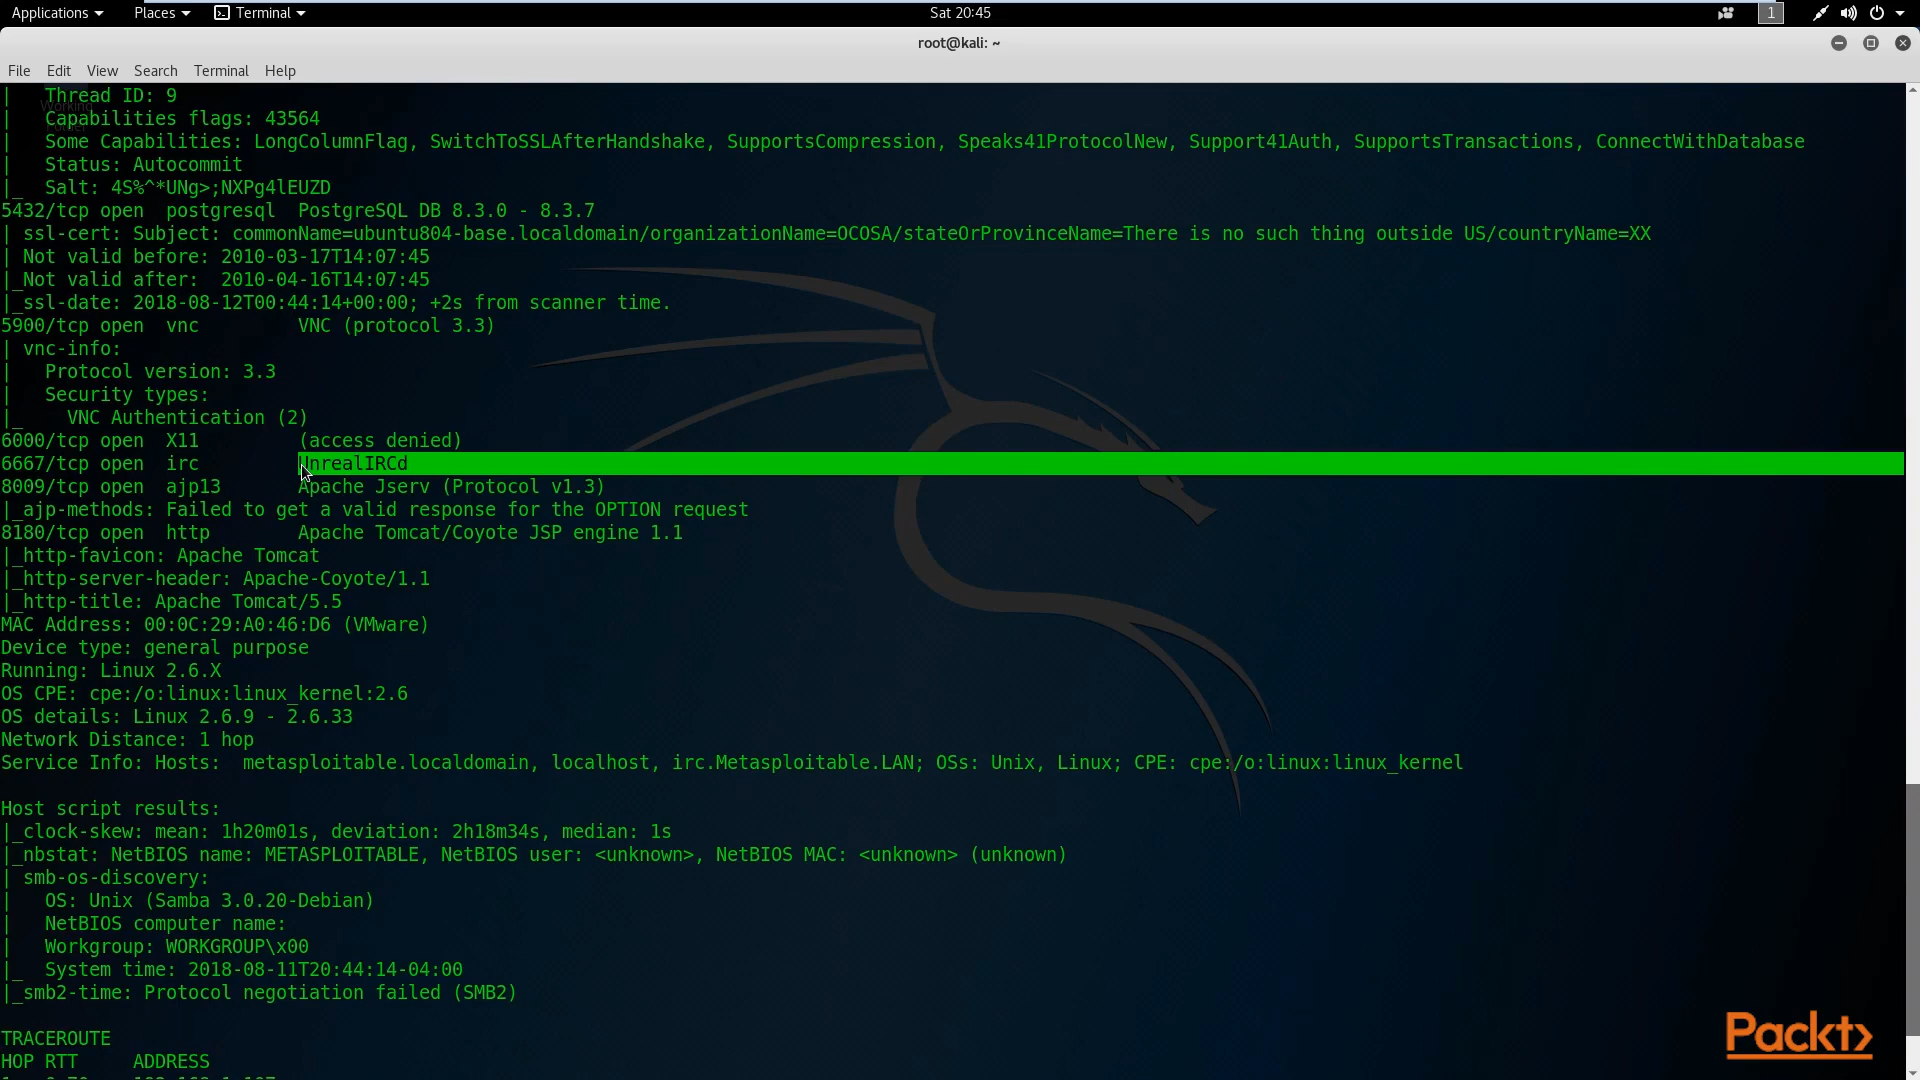 Applications Places Terminal Sat 20:45 1
root@kali: ~
File Edit View Search Terminal Help
| Thread ID: 9
| Capabilities flags: 43564
| Some Capabilities: LongColumnFlag, SwitchToSSLAfterHandshake, SupportsCompression, Speaks41ProtocolNew, Support41Auth, SupportsTransactions, ConnectWithDatabase
| Status: Autocommit
|_ Salt: 4S%^*UNg>;NXPg4lEUZD
5432/tcp open postgresql PostgreSQL DB 8.3.0 - 8.3.7
| ssl-cert: Subject: commonName=ubuntu804-base.localdomain/organizationName=OCOSA/stateOrProvinceName=There is no such thing outside US/countryName=XX
| Not valid before: 2010-03-17T14:07:45
|_Not valid after: 2010-04-16T14:07:45
|_ssl-date: 2018-08-12T00:44:14+00:00; +2s from scanner time.
5900/tcp open vnc VNC (protocol 3.3)
| vnc-info:
| Protocol version: 3.3
| Security types:
|_ VNC Authentication (2)
6000/tcp open X11 (access denied)
6667/tcp open irc UnrealIRCd
8009/tcp open ajp13 Apache Jserv (Protocol v1.3)
|_ajp-methods: Failed to get a valid response for the OPTION request
8180/tcp open http Apache Tomcat/Coyote JSP engine 1.1
|_http-favicon: Apache Tomcat
|_http-server-header: Apache-Coyote/1.1
|_http-title: Apache Tomcat/5.5
MAC Address: 00:0C:29:A0:46:D6 (VMware)
Device type: general purpose
Running: Linux 2.6.X
OS CPE: cpe:/o:linux:linux_kernel:2.6
OS details: Linux 2.6.9 - 2.6.33
Network Distance: 1 hop
Service Info: Hosts: metasploitable.localdomain, localhost, irc.Metasploitable.LAN; OSs: Unix, Linux; CPE: cpe:/o:linux:linux_kernel
Host script results:
|_clock-skew: mean: 1h20m01s, deviation: 2h18m34s, median: 1s
|_nbstat: NetBIOS name: METASPLOITABLE, NetBIOS user: <unknown>, NetBIOS MAC: <unknown> (unknown)
| smb-os-discovery:
| OS: Unix (Samba 3.0.20-Debian)
| NetBIOS computer name:
| Workgroup: WORKGROUP\x00
|_ System time: 2018-08-11T20:44:14-04:00
|_smb2-time: Protocol negotiation failed (SMB2)
TRACEROUTE
HOP RTT ADDRESS
Packt>